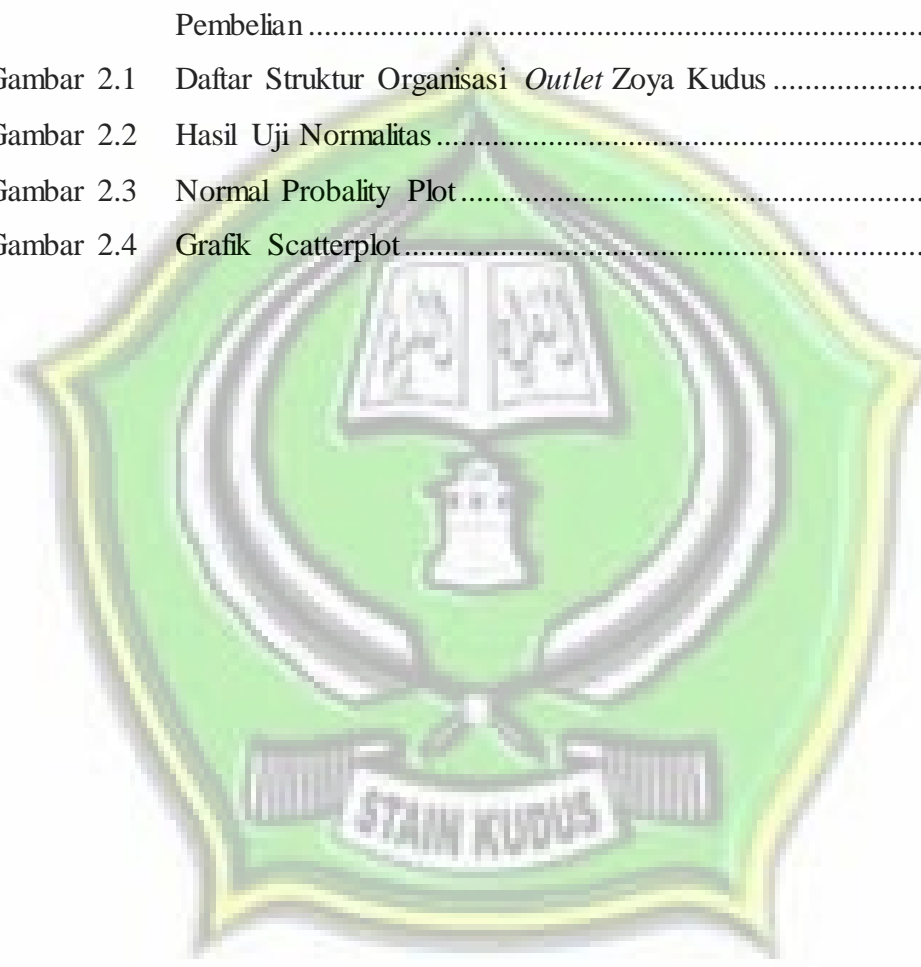 Pembelian ........................................................................
Gambar 2.1 Daftar Struktur Organisasi Outlet Zoya Kudus ..................
Gambar 2.2 Hasil Uji Normalitas ..................................................
Gambar 2.3 Normal Probality Plot ...............................................
Gambar 2.4 Grafik Scatterplot .....................................................
STAIN KUDUS